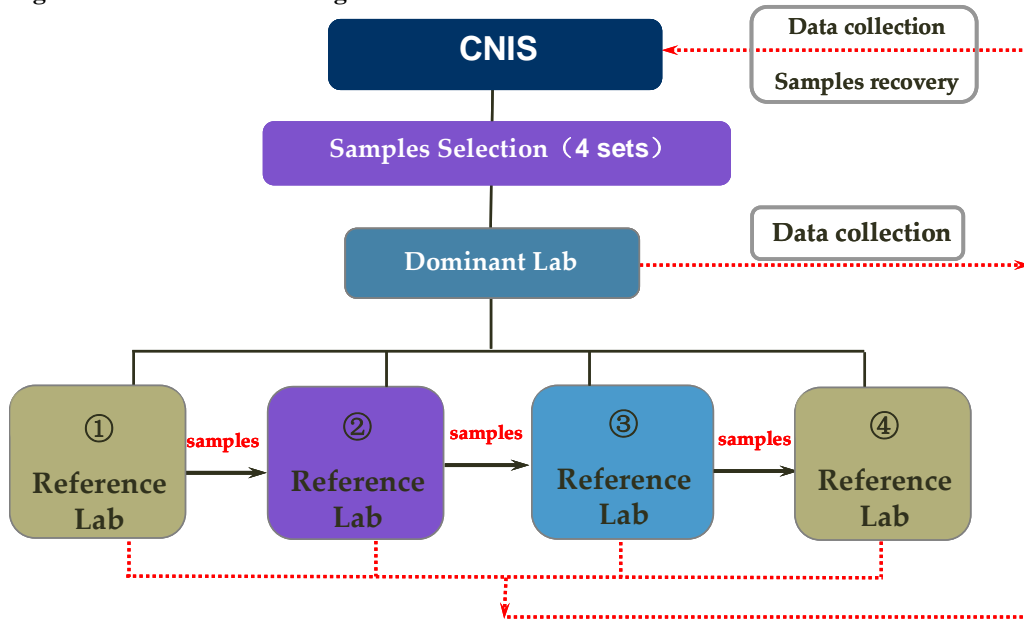 CNIS
Data collection
Samples recovery
Samples Selection（4 sets）
Dominant Lab
Data collection
①
Reference
Lab
samples
②
Reference
Lab
samples
③
Reference
Lab
samples
④
Reference
Lab